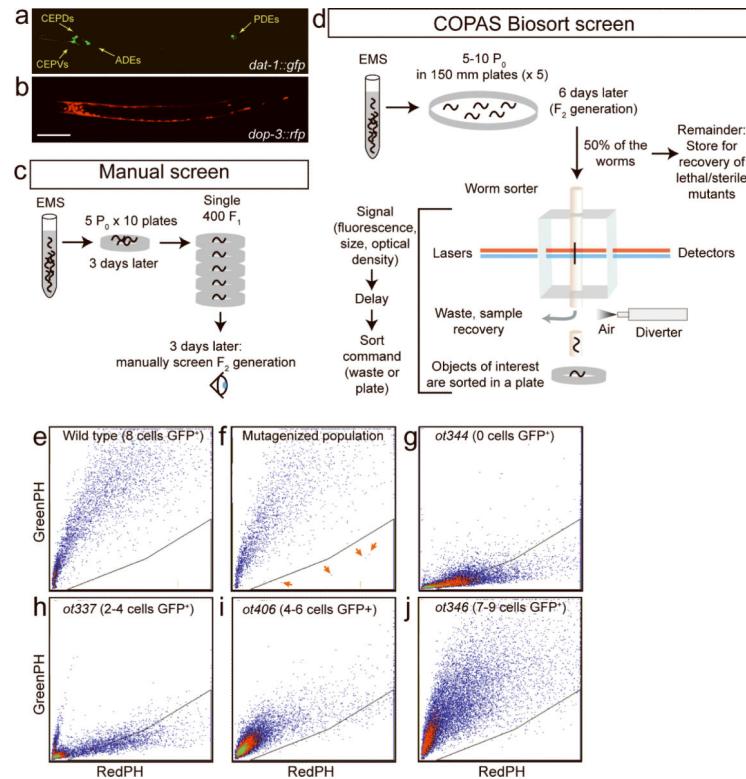 a
CEPDs
PDEs
CEPVs
ADEs
dat-1::gfp
b
dop-3::rfp
c
Manual screen
EMS
5 P₀ x 10 plates
3 days later
Single
400 F₁
3 days later:
manually screen F₂ generation
d
COPAS Biosort screen
EMS
5-10 P₀
in 150 mm plates (x 5)
6 days later
(F₂ generation)
50% of the
worms
Remainder:
Store for
recovery of
lethal/sterile
mutants
Worm sorter
Signal
(fluorescence,
size, optical
density)
Delay
Sort
command
(waste or
plate)
Lasers
Detectors
Waste, sample
recovery
Air
Diverter
Objects of interest
are sorted in a plate
e
Wild type (8 cells GFP⁺)
f
Mutagenized population
g
ot344 (0 cells GFP⁺)
GreenPH
h
ot337 (2-4 cells GFP⁺)
i
ot406 (4-6 cells GFP+)
j
ot346 (7-9 cells GFP⁺)
GreenPH
RedPH
RedPH
RedPH